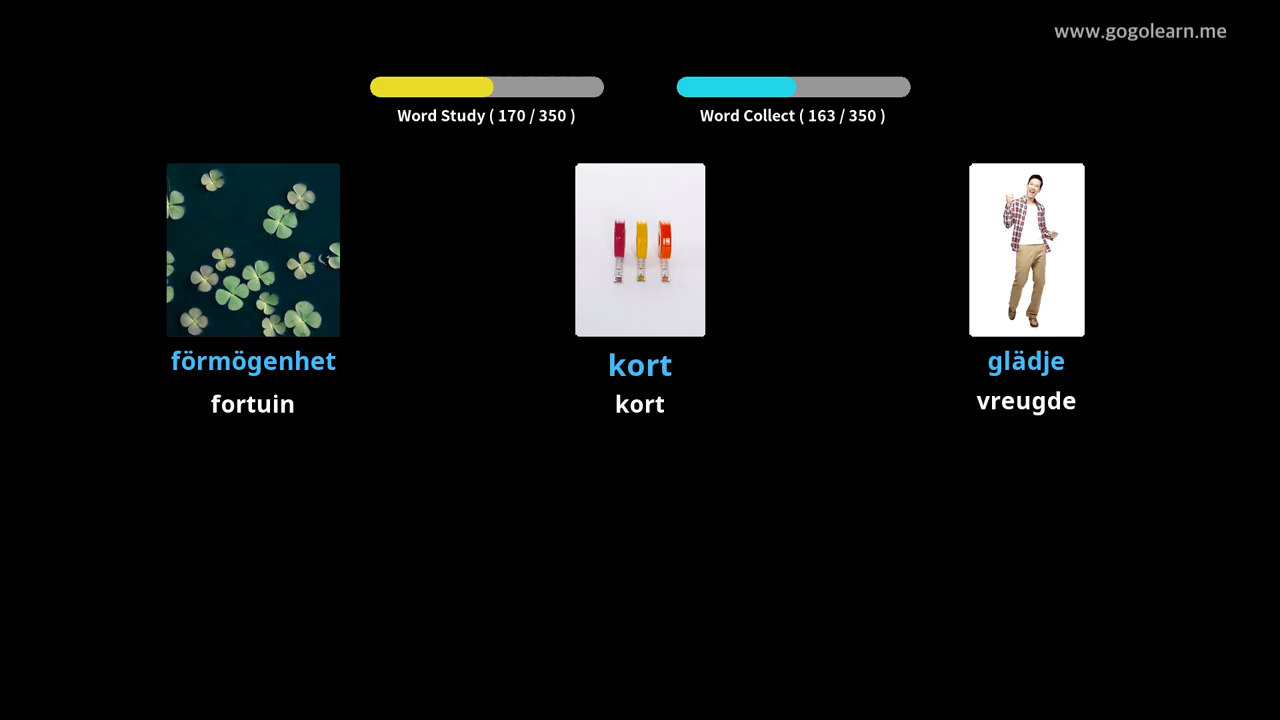 www.gogolearn.me
Word Study ( 170 / 350 )
Word Collect ( 163 / 350 )
förmögenhet
fortuin
kort
kort
glädje
vreugde